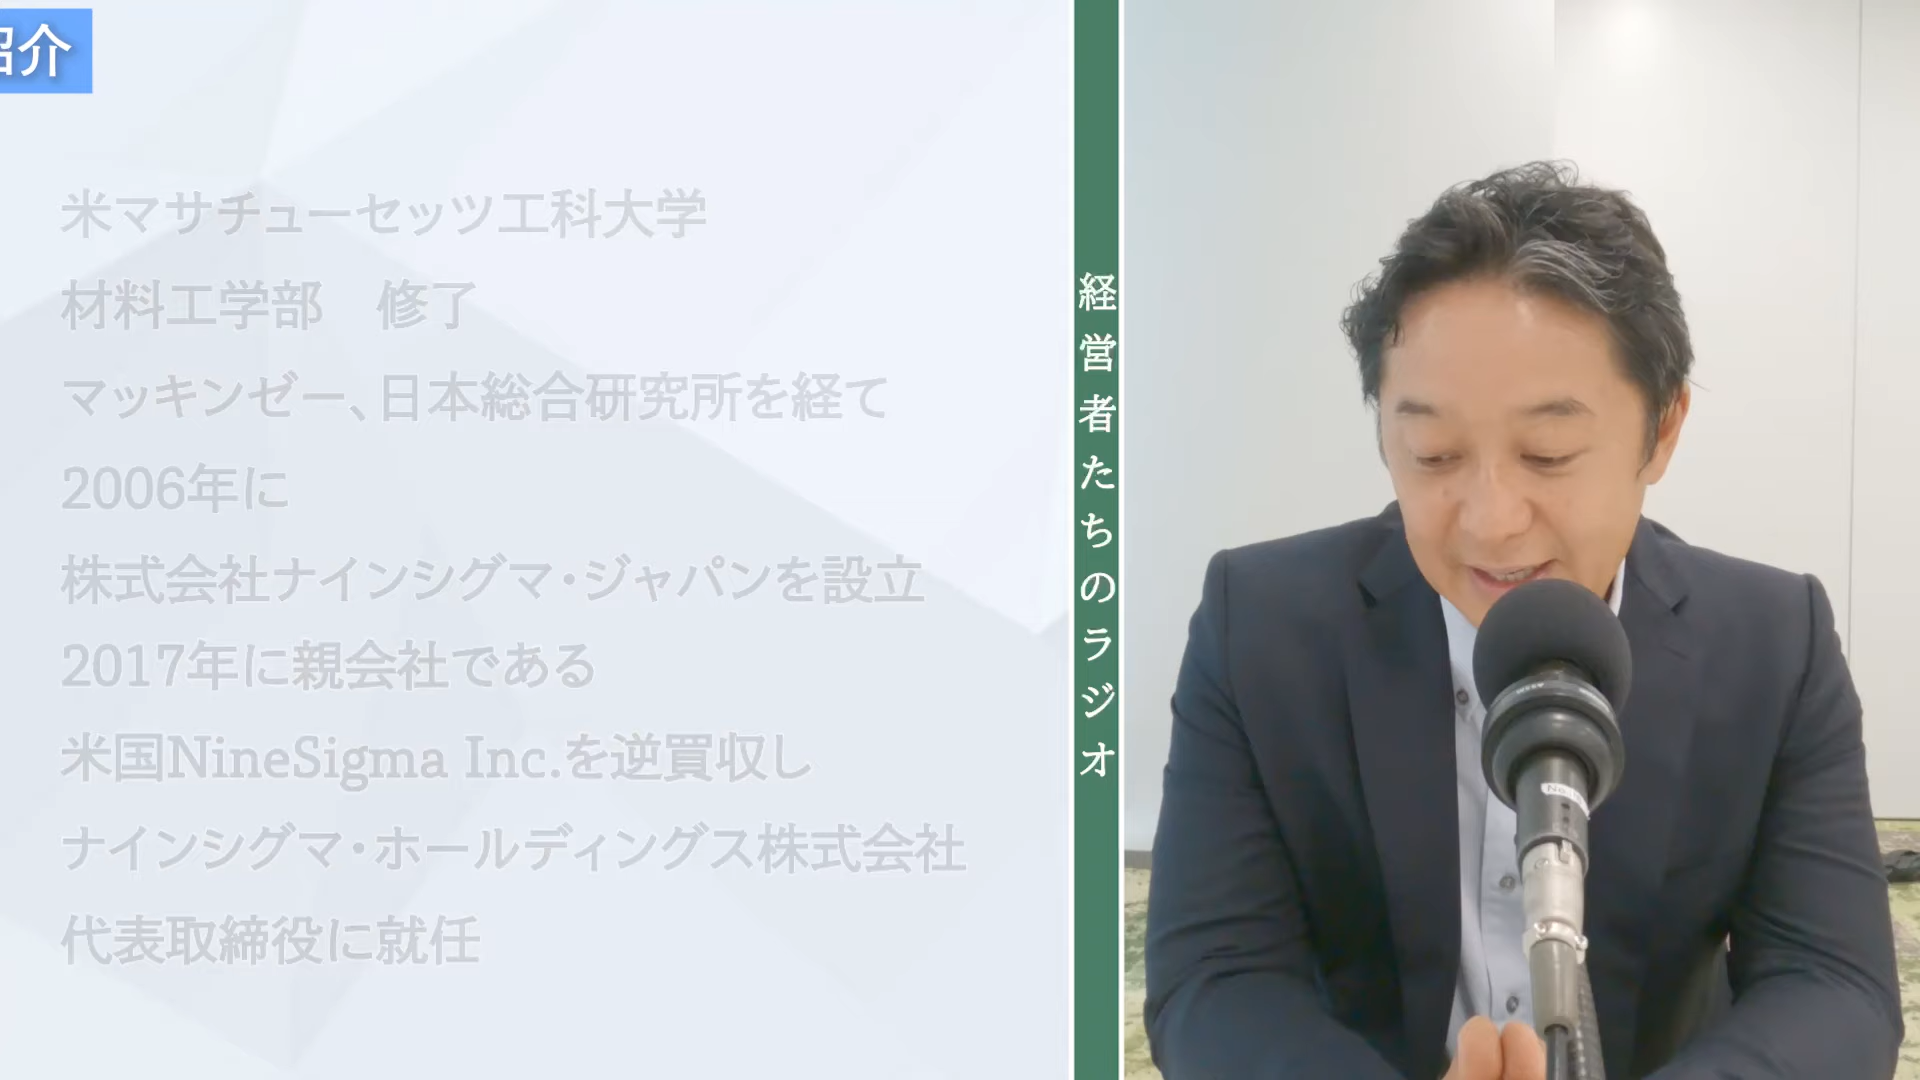 紹介
米マサチューセッツ工科大学
材料工学部　修了
マッキンゼー、日本総合研究所を経て
2006年に
株式会社ナインシグマ・ジャパンを設立
2017年に親会社である
米国NineSigma Inc.を逆買収し
ナインシグマ・ホールディングス株式会社
代表取締役に就任
経営者たちのラジオ